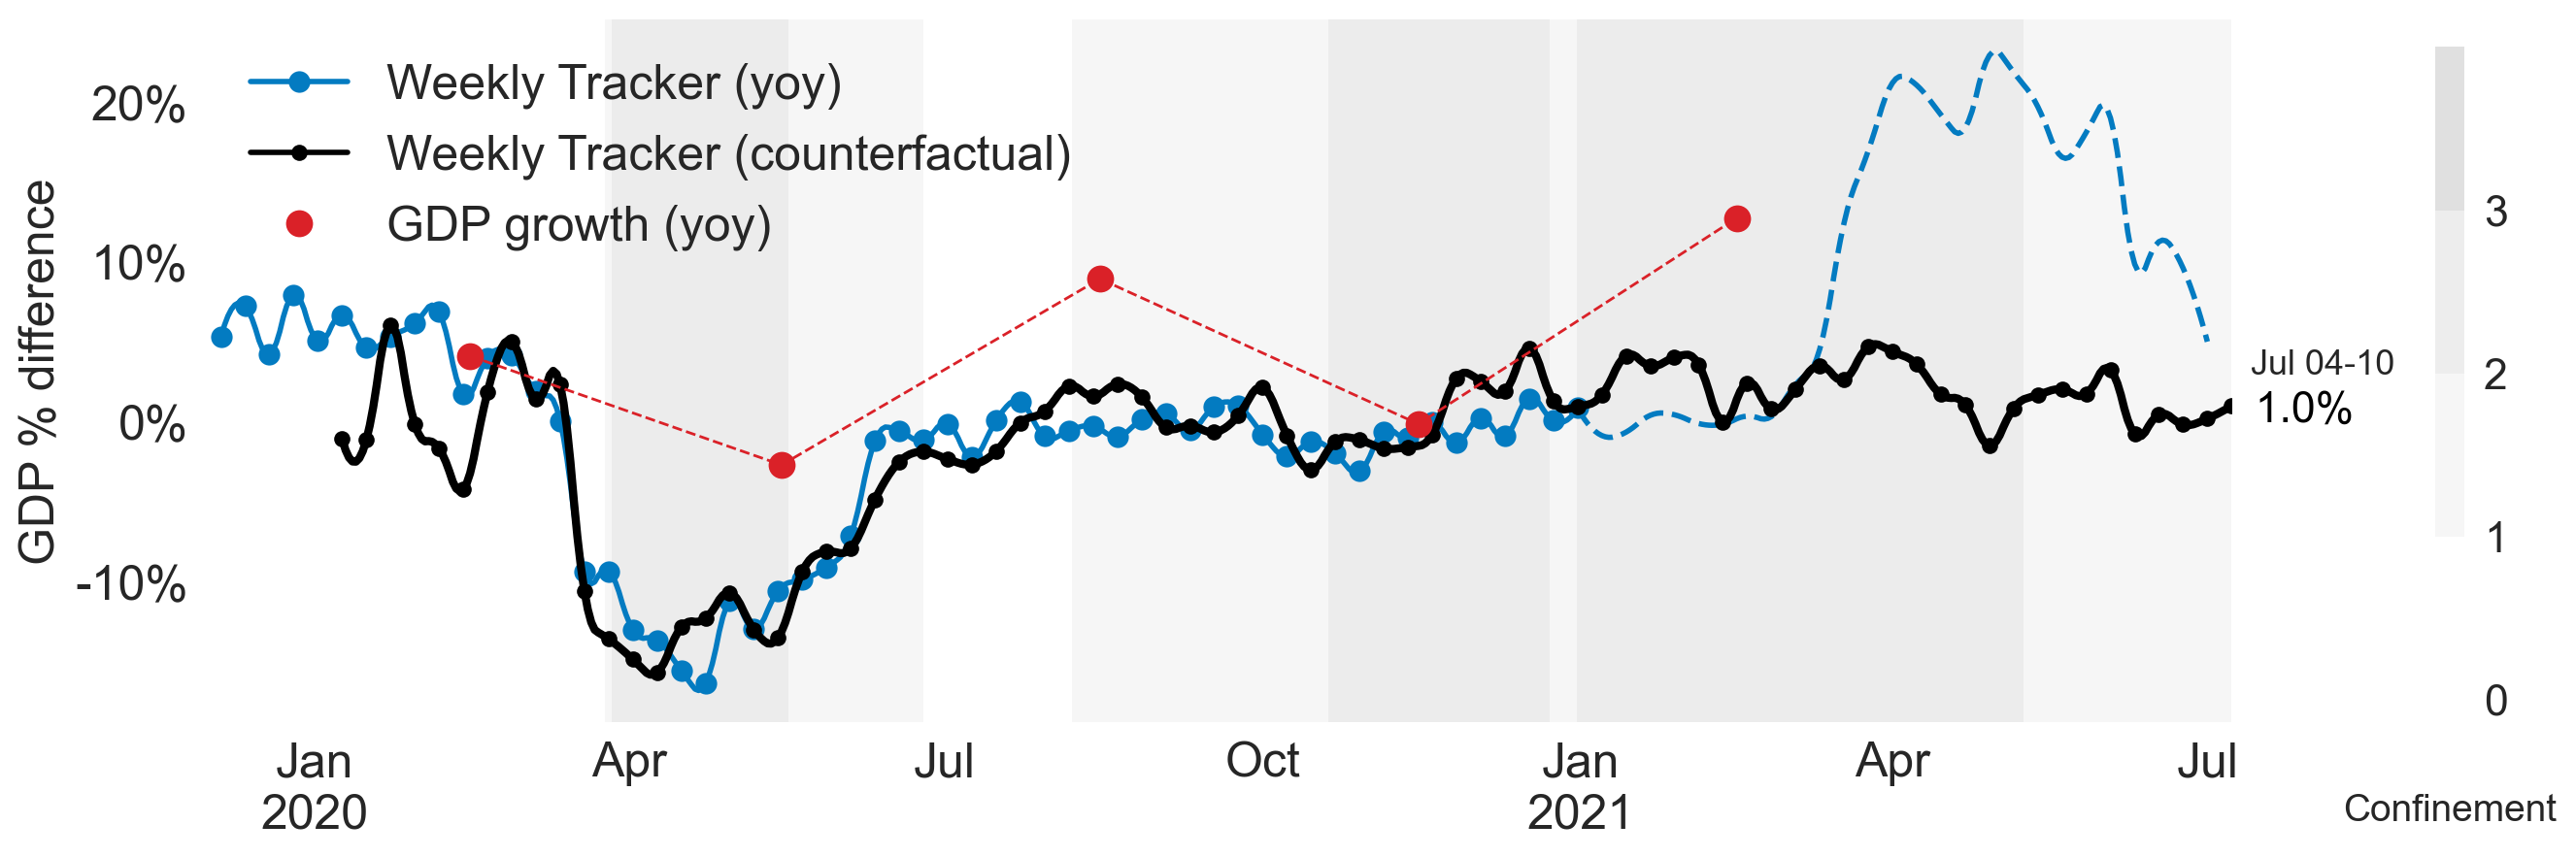 Weekly Tracker (yoy)
Weekly Tracker (counterfactual)
GDP growth (yoy)
GDP % difference
20%
10%
0%
-10%
Jan
2020
Apr
Jul
Oct
Jan
2021
Apr
Jul
Jul 04-10
1.0%
3
2
1
0
Confinement